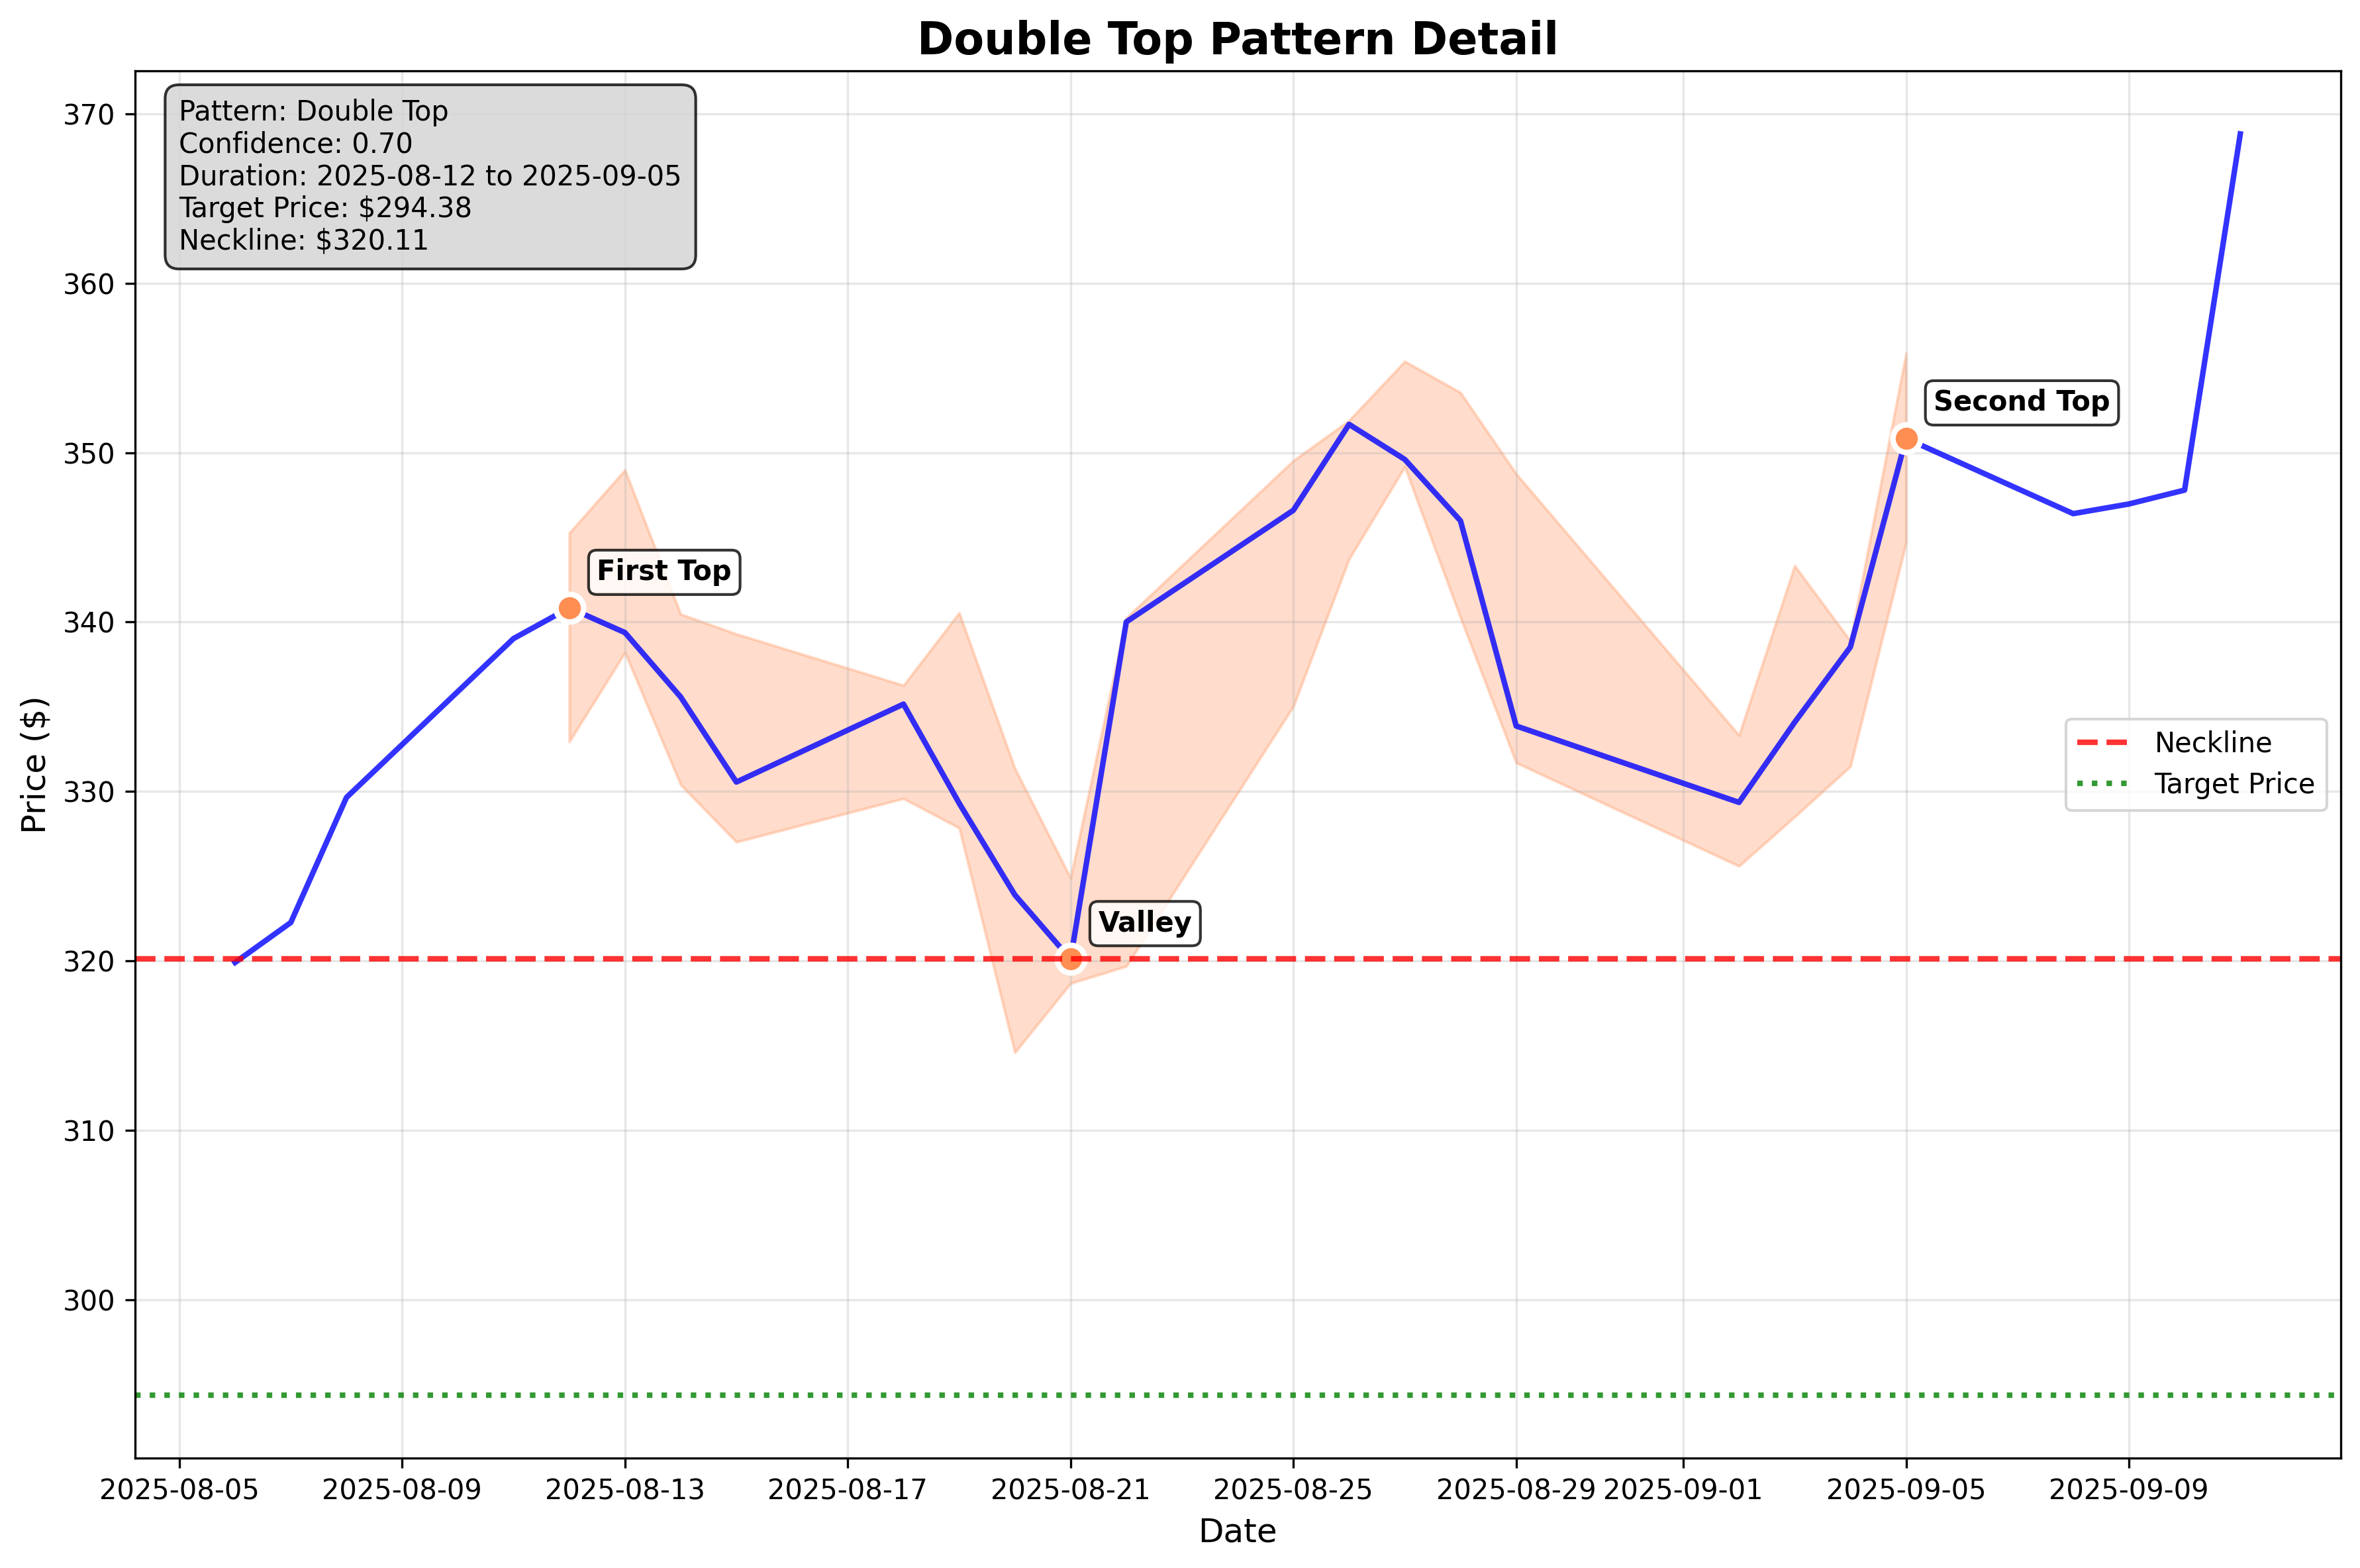 Double Top Pattern Detail
Pattern: Double Top
Confidence: 0.70
Duration: 2025-08-12 to 2025-09-05
Target Price: $294.38
Neckline: $320.11
370
360
350
340
330
320
310
300
Price ($)
First Top
Valley
Second Top
Neckline
Target Price
2025-08-05
2025-08-09
2025-08-13
2025-08-17
2025-08-21
2025-08-25
2025-08-29
2025-09-01
2025-09-05
2025-09-09
Date